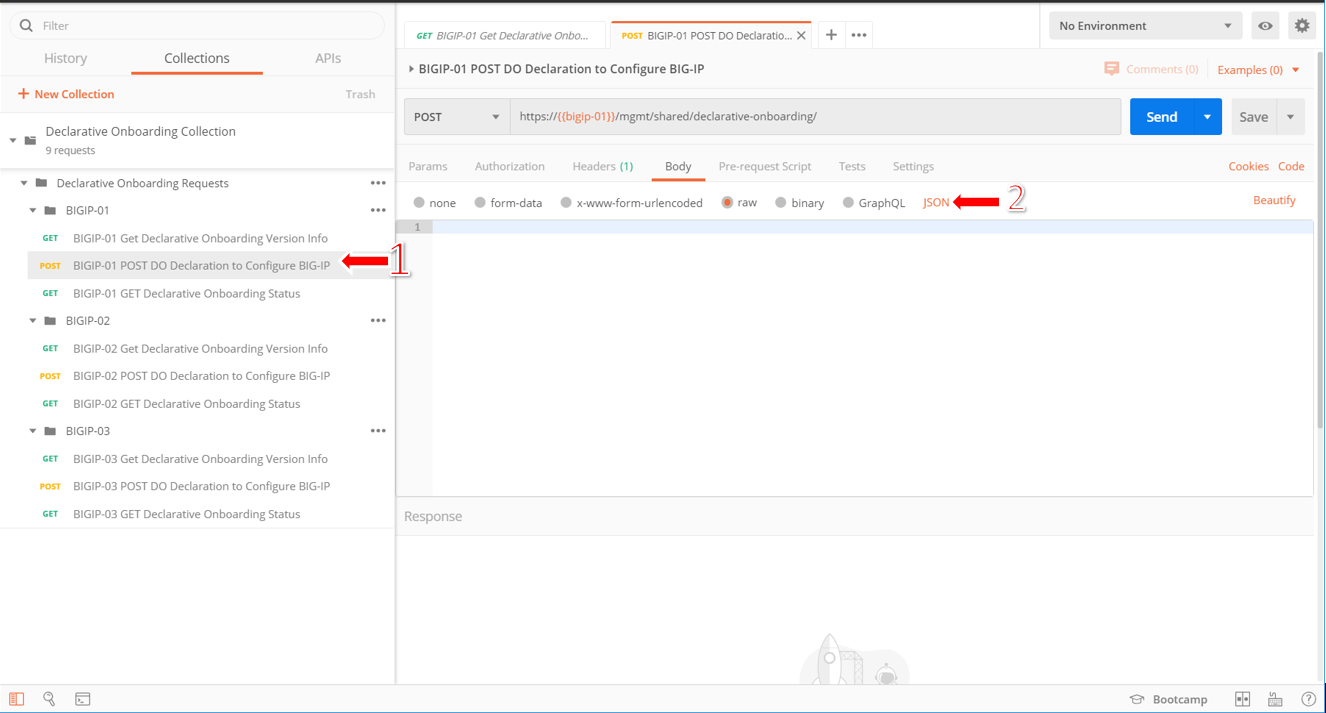 Filter
History Collections APIs
+ New Collection Trash
Declarative Onboarding Collection
9 requests
Declarative Onboarding Requests
BIGIP-01
GET BIGIP-01 Get Declarative Onboarding Version Info
POST BIGIP-01 POST DO Declaration to Configure BIG-IP
1
GET BIGIP-01 GET Declarative Onboarding Status
BIGIP-02
GET BIGIP-02 Get Declarative Onboarding Version Info
POST BIGIP-02 POST DO Declaration to Configure BIG-IP
GET BIGIP-02 GET Declarative Onboarding Status
BIGIP-03
GET BIGIP-03 Get Declarative Onboarding Version Info
POST BIGIP-03 POST DO Declaration to Configure BIG-IP
GET BIGIP-03 GET Declarative Onboarding Status
GET BIGIP-01 Get Declarative Onbo... POST BIGIP-01 POST DO Declaratio...
No Environment
BIGIP-01 POST DO Declaration to Configure BIG-IP
Comments (0) Examples (0)
POST https://{{bigip-01}}/mgmt/shared/declarative-onboarding/ Send Save
Params Authorization Headers (1) Body Pre-request Script Tests Settings Cookies Code
none form-data x-www-form-urlencoded raw binary GraphQL JSON 2 Beautify
1
Response
Bootcamp